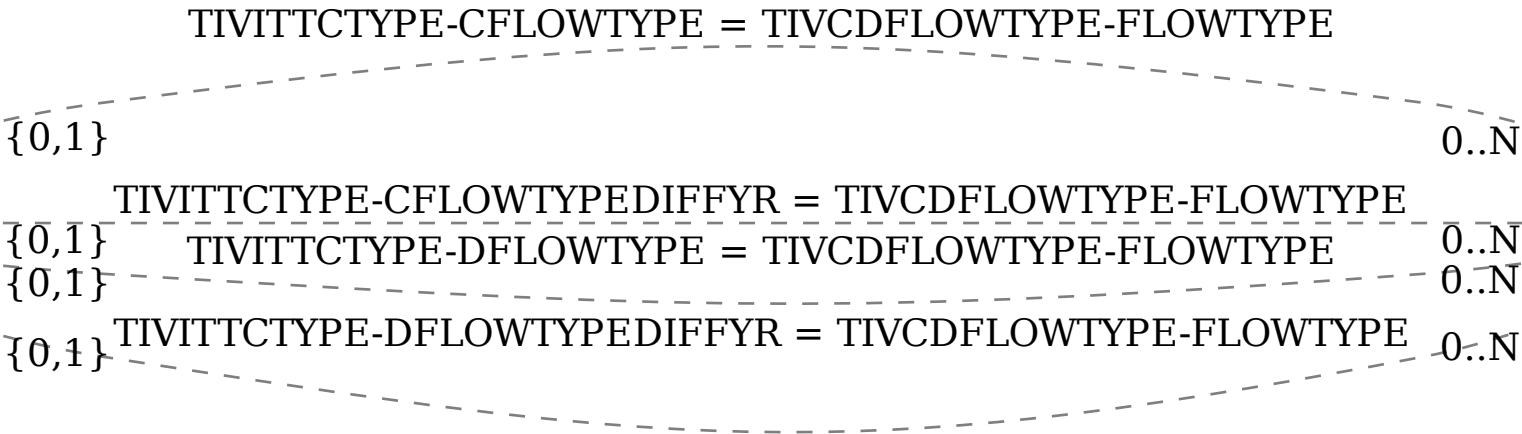 TIVITTCTYPE-CFLOWTYPE = TIVCDFLOWTYPE-FLOWTYPE
{0,1} 0..N
TIVITTCTYPE-CFLOWTYPEDIFFYR = TIVCDFLOWTYPE-FLOWTYPE
{0,1} 0..N
TIVITTCTYPE-DFLOWTYPE = TIVCDFLOWTYPE-FLOWTYPE
{0,1} 0..N
TIVITTCTYPE-DFLOWTYPEDIFFYR = TIVCDFLOWTYPE-FLOWTYPE
{0,1} 0..N